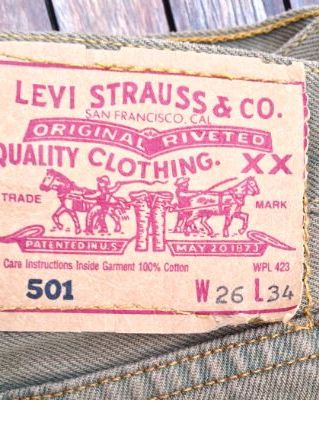 LEVI STRAUSS & CO.
SAN FRANCISCO, CAL
ORIGINAL RIVETED
QUALITY CLOTHING. XX
TRADE MARK
PATENTED IN U.S. MAY 20 1873
Care Instructions Inside Garment 100% Cotton WPL 423
501 W 26 L 34